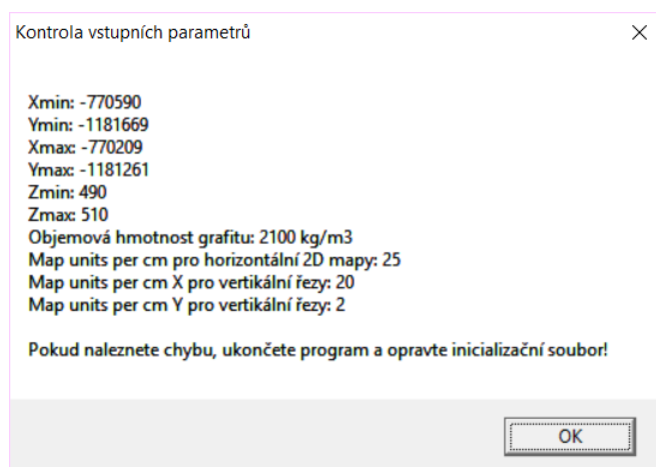 Kontrola vstupních parametrů
Xmin: -770590
Ymin: -1181669
Xmax: -770209
Ymax: -1181261
Zmin: 490
Zmax: 510
Objemová hmotnost grafitu: 2100 kg/m3
Map units per cm pro horizontální 2D mapy: 25
Map units per cm X pro vertikální řezy: 20
Map units per cm Y pro vertikální řezy: 2
Pokud naleznete chybu, ukončete program a opravte inicializační soubor!
OK